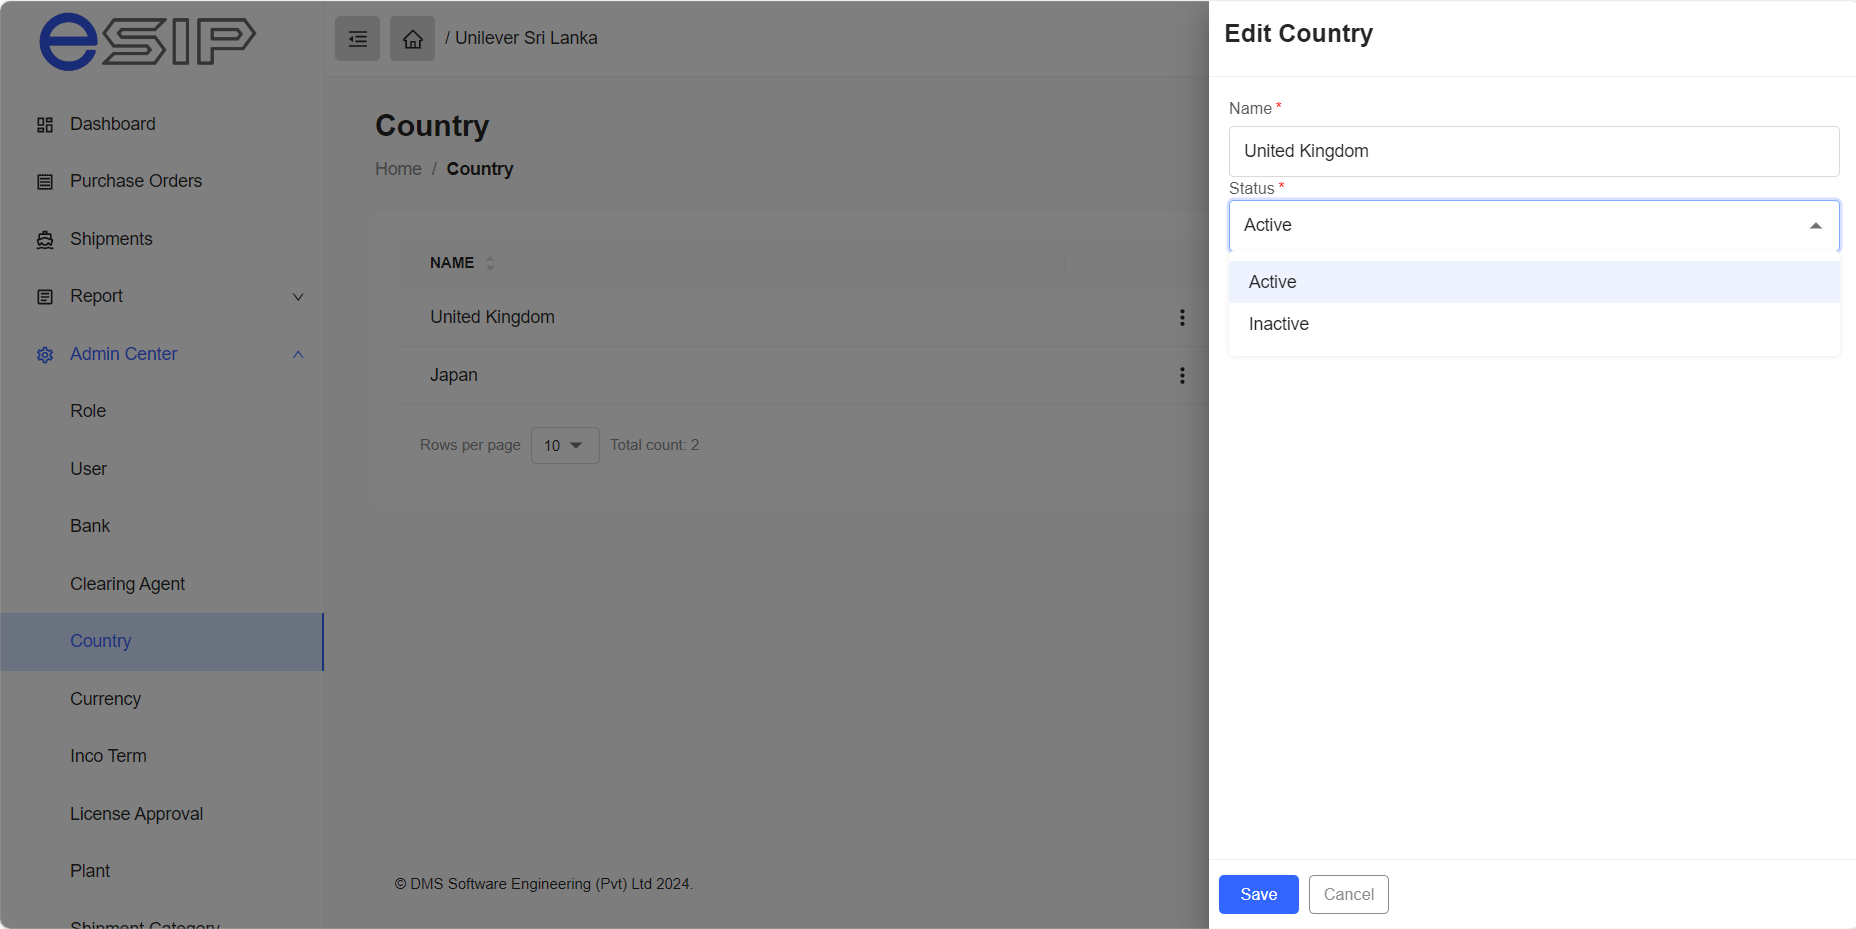 eSIP
Dashboard
Purchase Orders
Shipments
Report
Admin Center
Role
User
Bank
Clearing Agent
Country
Currency
Inco Term
License Approval
Plant
Shipment Category
/ Unilever Sri Lanka
Country
Home / Country
NAME
United Kingdom
Japan
Rows per page 10 Total count: 2
© DMS Software Engineering (Pvt) Ltd 2024.
Edit Country
Name *
United Kingdom
Status *
Active
Active
Inactive
Save Cancel